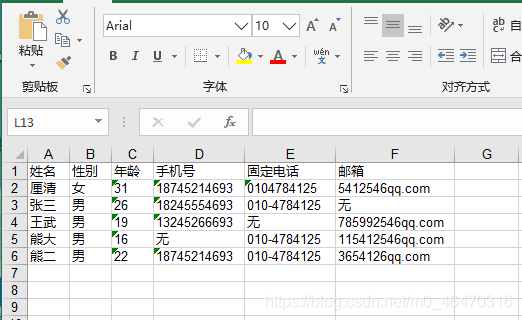 Arial 10 A A 自
粘贴 B I U A wén 文 合
剪贴板 字体 对齐方式
L13 fx
A B C D E F G
1 姓名 性别 年龄 手机号 固定电话 邮箱
2 厘清 女 31 18745214693 0104784125 5412546qq.com
3 张三 男 26 18245554693 010-4784125 无
4 王武 男 19 13245266693 无 785992546qq.com
5 熊大 男 16 无 010-4784125 115412546qq.com
6 熊二 男 22 18745214693 010-4784125 3654126qq.com
7
8
9
https://blog.csdn.net/m0_46470316